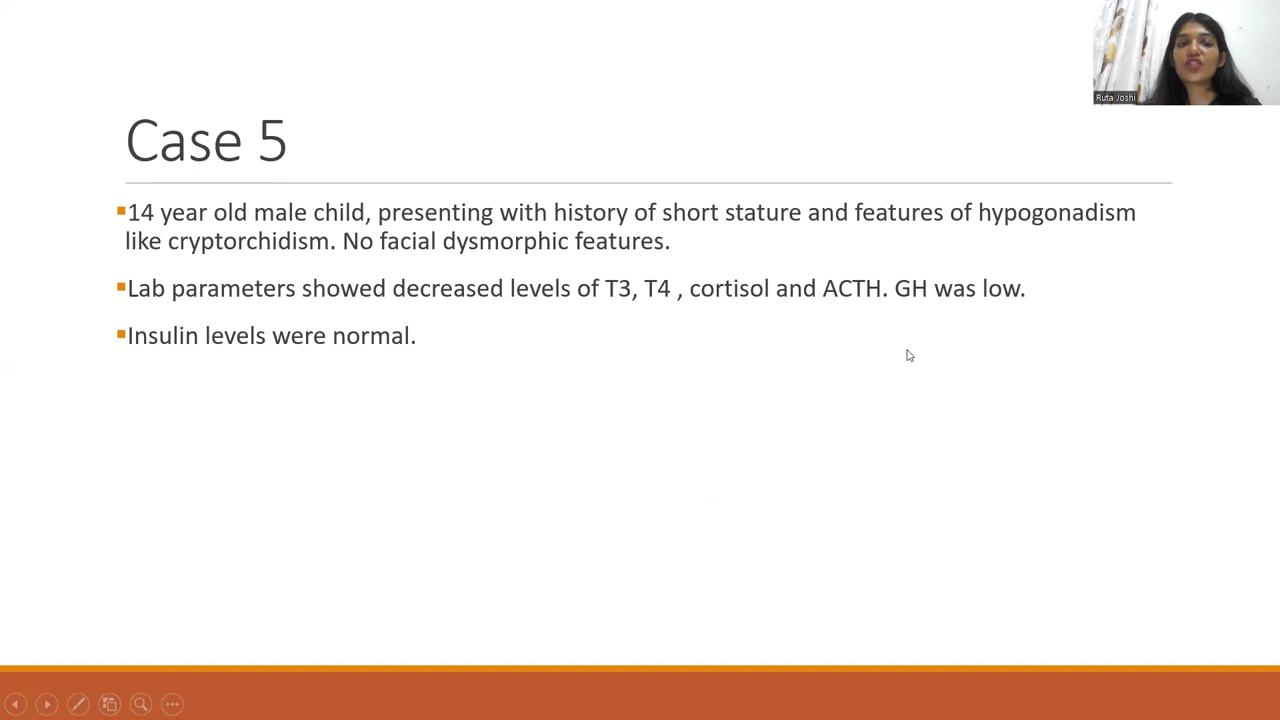 Ruta Joshi
Case 5
14 year old male child, presenting with history of short stature and features of hypogonadism
like cryptorchidism. No facial dysmorphic features.
Lab parameters showed decreased levels of T3, T4 , cortisol and ACTH. GH was low.
Insulin levels were normal.